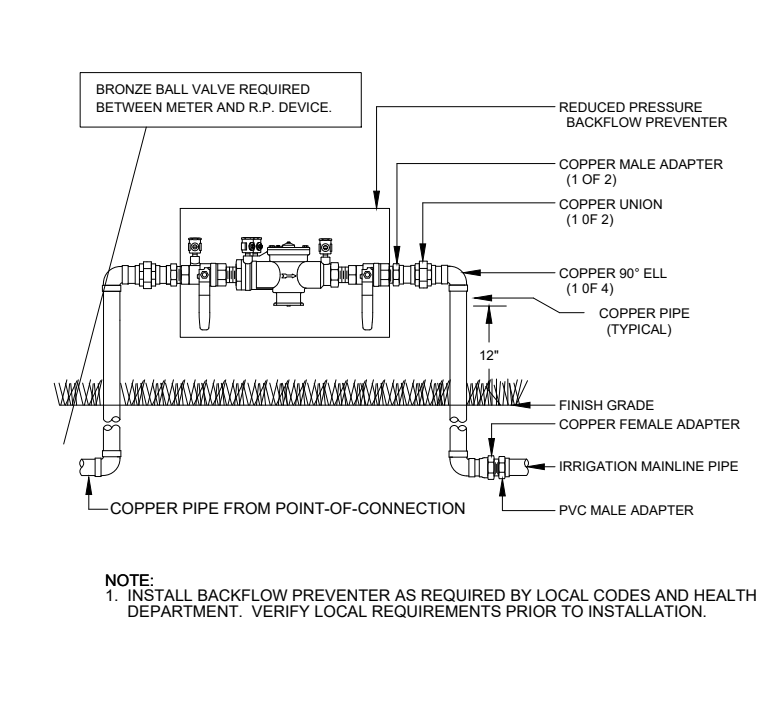 BRONZE BALL VALVE REQUIRED
BETWEEN METER AND R.P. DEVICE.
REDUCED PRESSURE
BACKFLOW PREVENTER
COPPER MALE ADAPTER
(1 OF 2)
COPPER UNION
(1 0F 2)
COPPER 90° ELL
(1 0F 4)
COPPER PIPE
(TYPICAL)
12"
FINISH GRADE
COPPER FEMALE ADAPTER
IRRIGATION MAINLINE PIPE
COPPER PIPE FROM POINT-OF-CONNECTION
PVC MALE ADAPTER
NOTE:
1. INSTALL BACKFLOW PREVENTER AS REQUIRED BY LOCAL CODES AND HEALTH
DEPARTMENT. VERIFY LOCAL REQUIREMENTS PRIOR TO INSTALLATION.